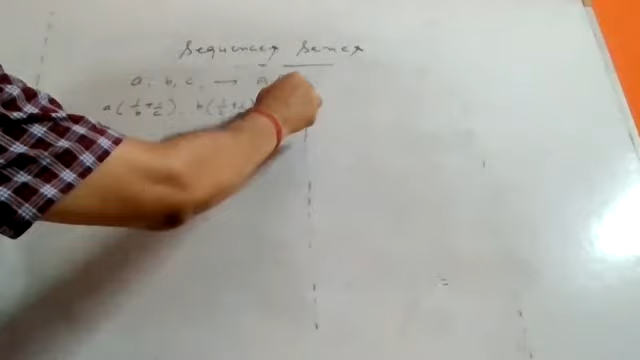 Sequences Series
a, b, c, → A
a(1/b + 1/c), b(1/c + 1/a)